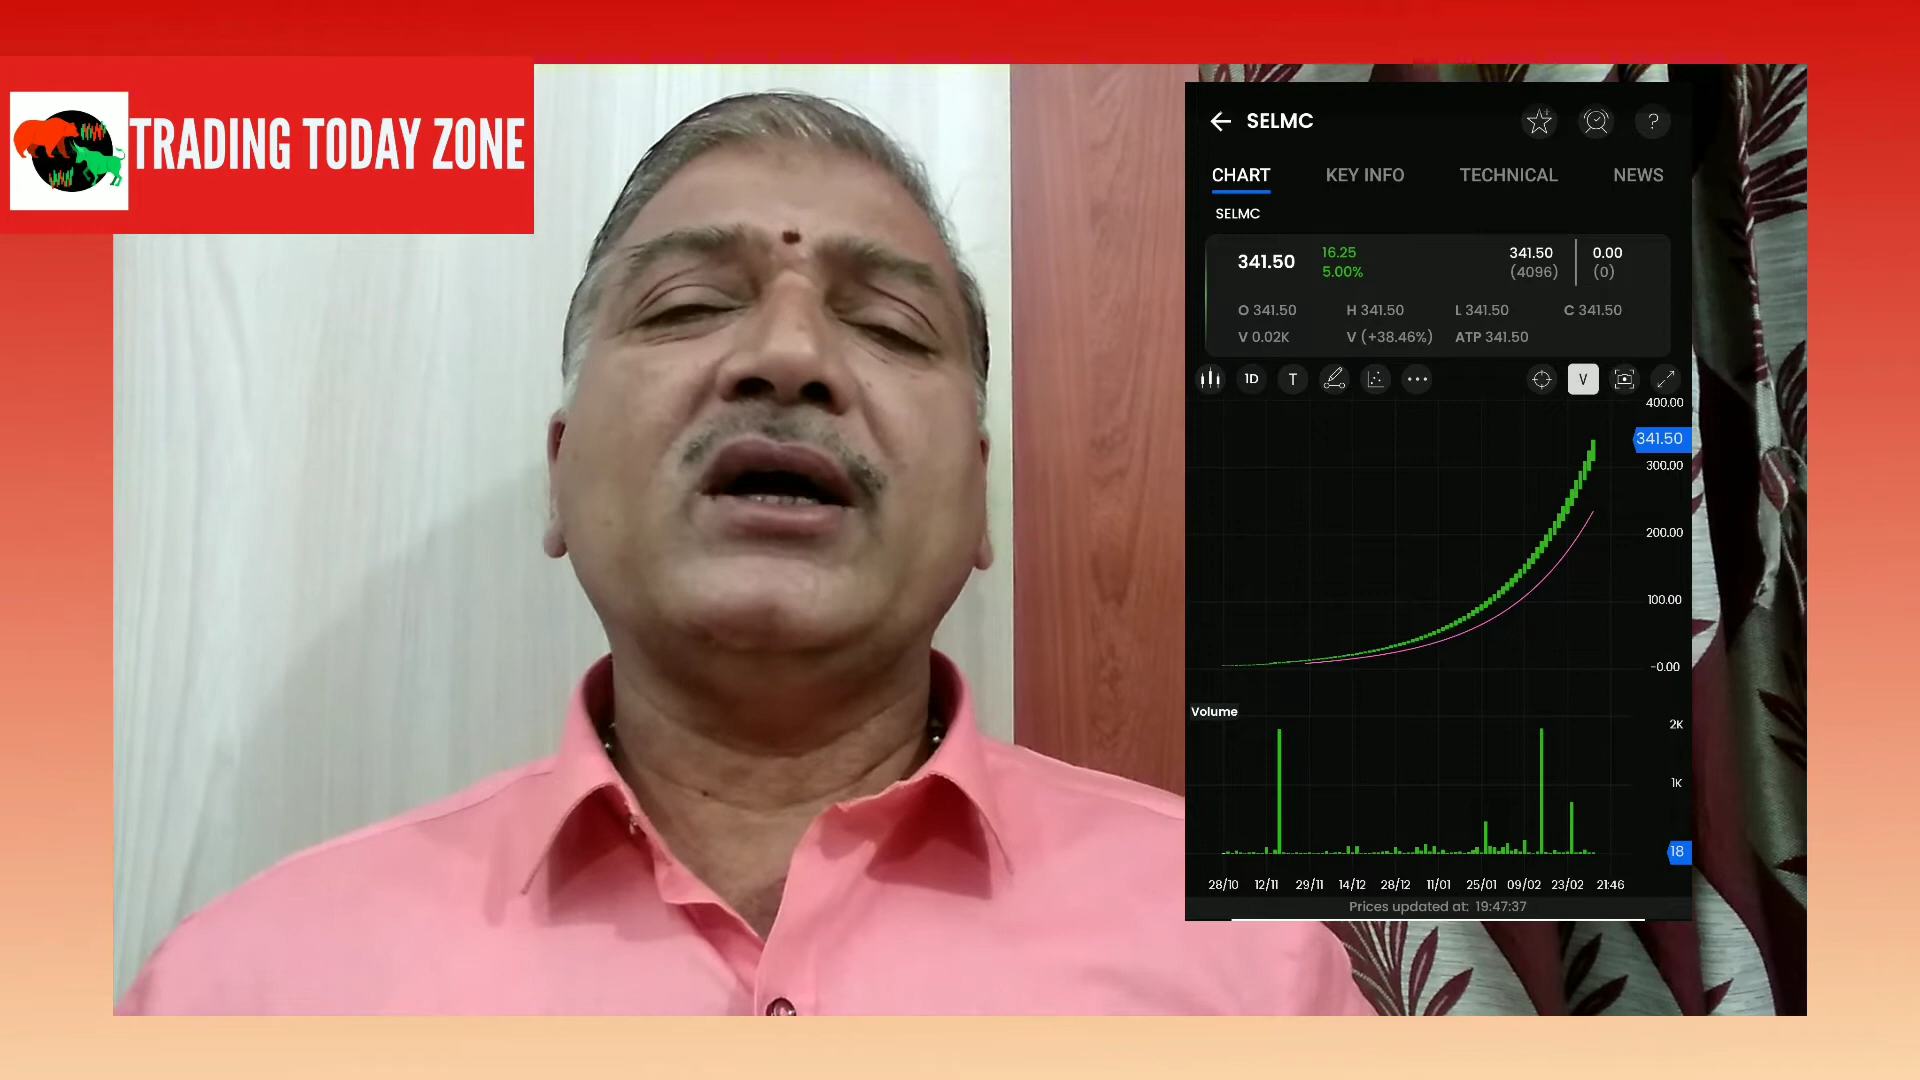 TRADING TODAY ZONE
SELMC
?
CHART KEY INFO TECHNICAL NEWS
SELMC
341.50 16.25 5.00% 341.50 (4096) 0.00 (0)
O 341.50 H 341.50 L 341.50 C 341.50
V 0.02K V (+38.46%) ATP 341.50
1D T V
400.00
341.50
300.00
200.00
100.00
-0.00
Volume
2K
1K
18
28/10 12/11 29/11 14/12 28/12 11/01 25/01 09/02 23/02 21:46
Prices updated at: 19:47:37